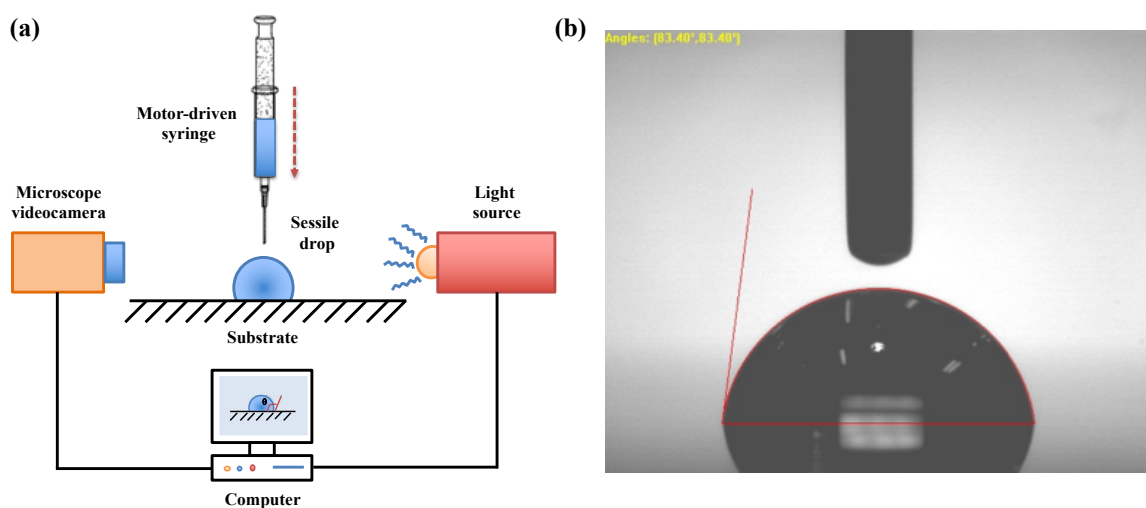 (a)
Motor-driven
syringe
Microscope
videocamera
Sessile
drop
Light
source
Substrate
θ
Computer
(b)
Angles: [83.40°,83.40°]